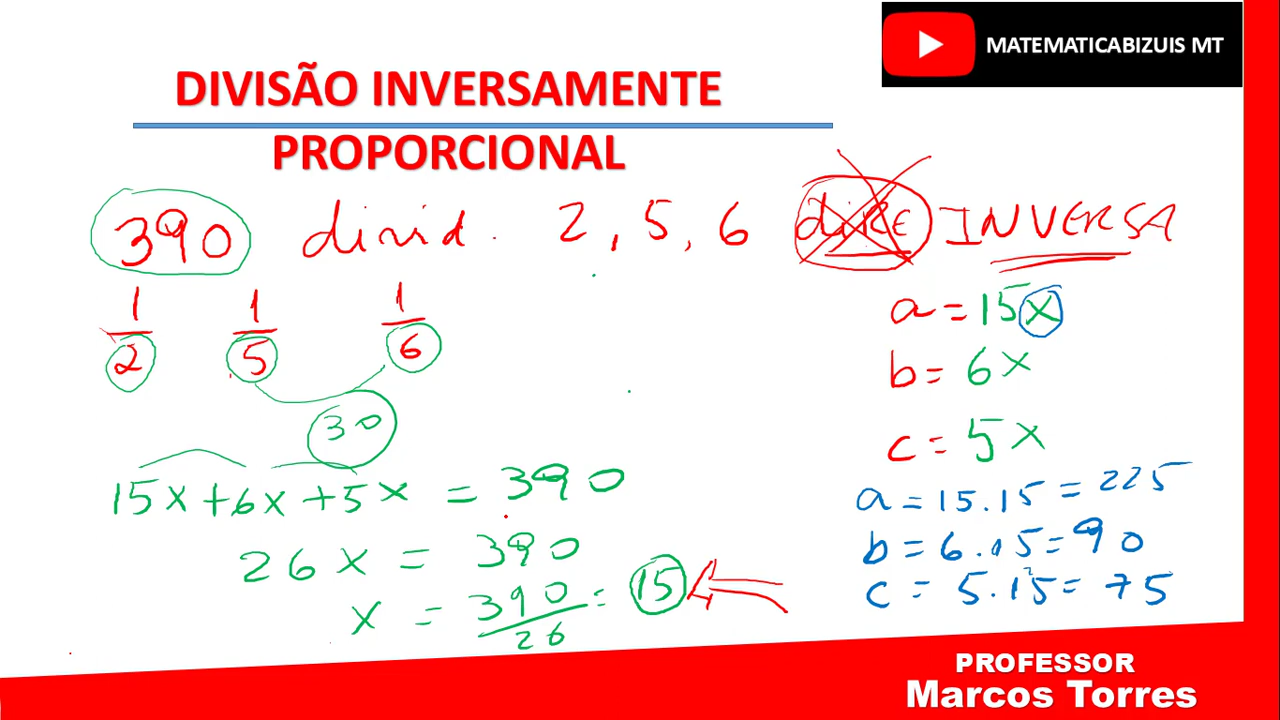 MATEMATICABIZUIS MT
DIVISÃO INVERSAMENTE
PROPORCIONAL
390 divid. 2, 5, 6 diRE INVERSA
1/2 1/5 1/6
30
15x+6x+5x = 390
26x = 390
x = 390/26 = 15
a = 15x
b = 6x
c = 5x
a = 15.15 = 225
b = 6.15 = 90
c = 5.15 = 75
PROFESSOR
Marcos Torres